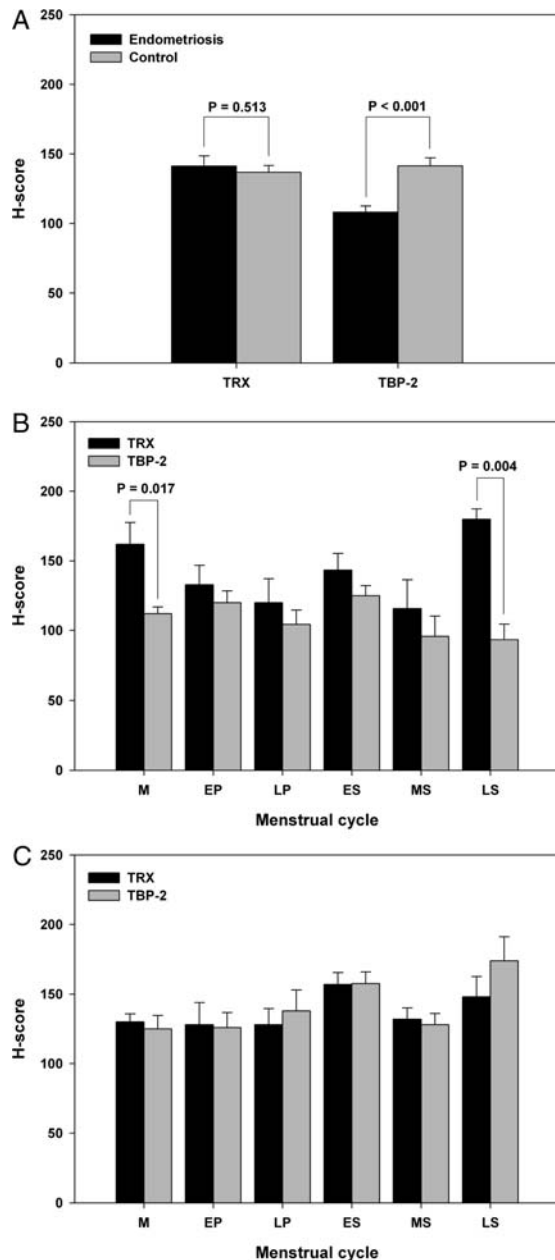 A
250
Endometriosis
Control
200
P = 0.513
P < 0.001
150
H-score
100
50
0
TRX
TBP-2
B
250
TRX
TBP-2
P = 0.004
200
P = 0.017
150
H-score
100
50
0
M
EP
LP
ES
MS
LS
Menstrual cycle
C
250
TRX
TBP-2
200
150
H-score
100
50
0
M
EP
LP
ES
MS
LS
Menstrual cycle